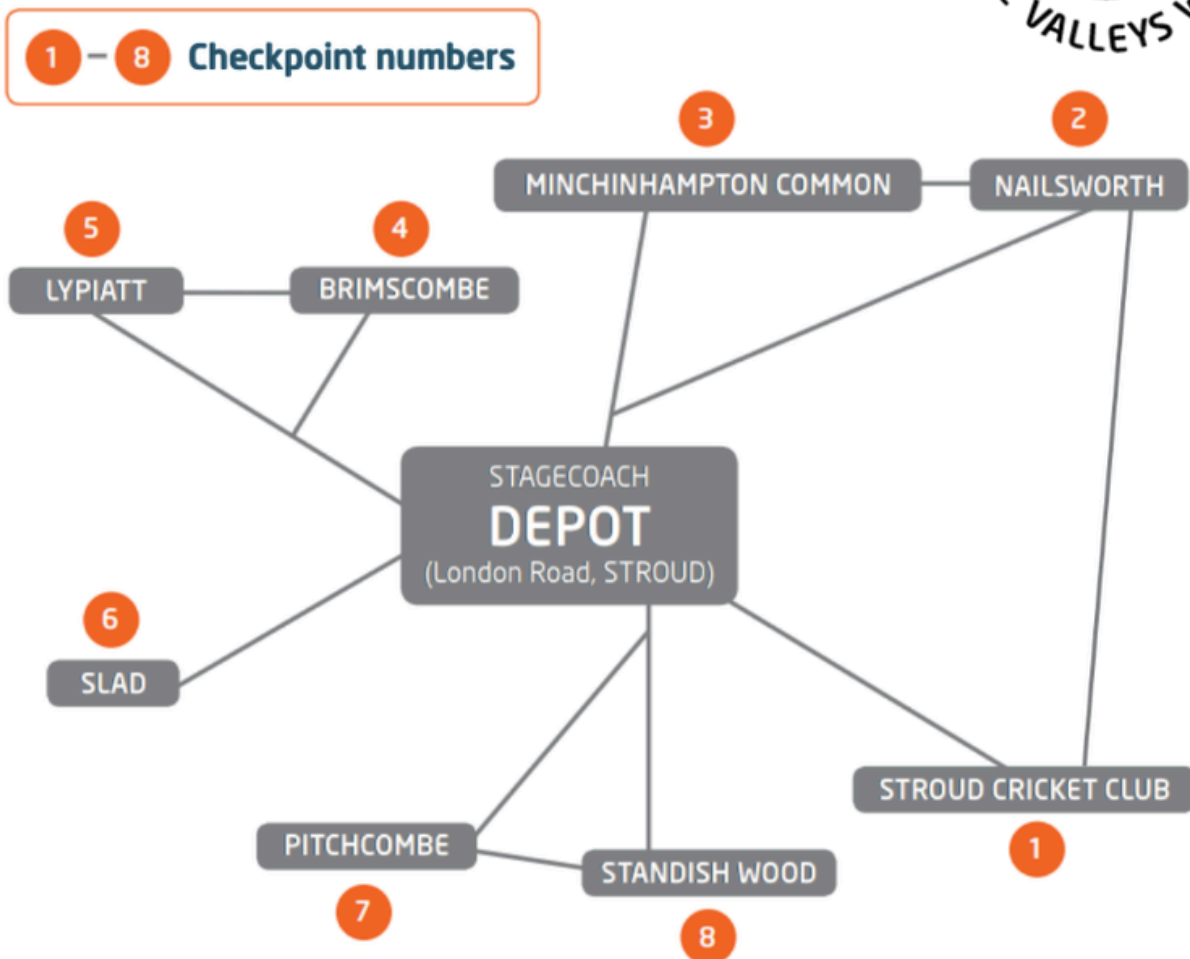 VALLEYS
1 – 8 Checkpoint numbers
3
2
MINCHINHAMPTON COMMON
NAILSWORTH
5
4
LYPIATT
BRIMSCOMBE
STAGECOACH
DEPOT
(London Road, STROUD)
6
SLAD
STROUD CRICKET CLUB
1
PITCHCOMBE
STANDISH WOOD
7
8